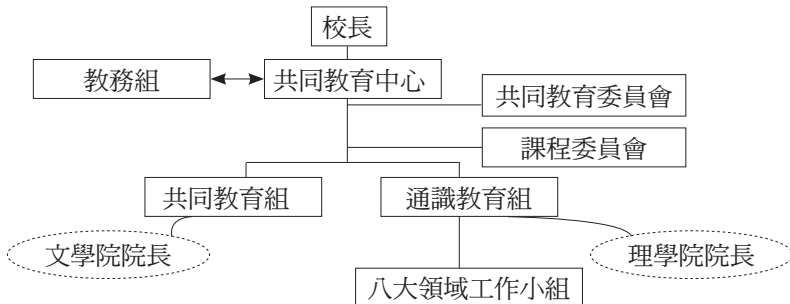 校長
教務組
共同教育中心
共同教育委員會
課程委員會
共同教育組
通識教育組
文學院院長
理學院院長
八大領域工作小組